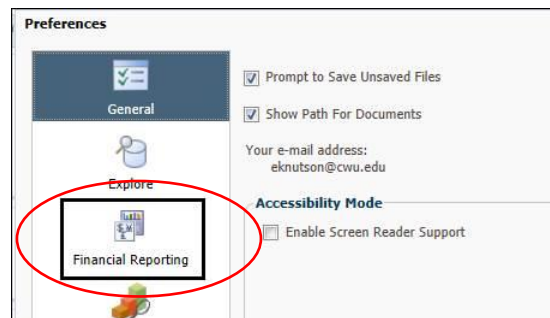 Preferences
General
Explore
Financial Reporting
Prompt to Save Unsaved Files
Show Path For Documents
Your e-mail address:
eknutson@cwu.edu
Accessibility Mode
Enable Screen Reader Support